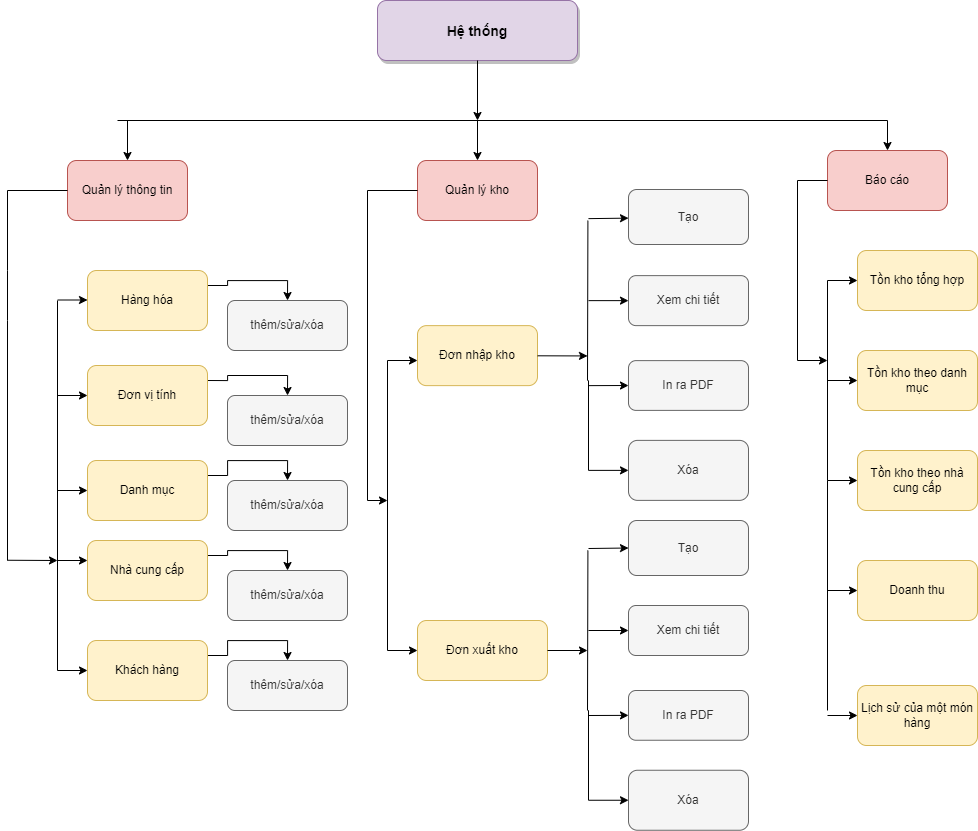 Hệ thống
Quản lý thông tin
Hàng hóa
thêm/sửa/xóa
Đơn vị tính
thêm/sửa/xóa
Danh mục
thêm/sửa/xóa
Nhà cung cấp
thêm/sửa/xóa
Khách hàng
thêm/sửa/xóa
Quản lý kho
Đơn nhập kho
Tạo
Xem chi tiết
In ra PDF
Xóa
Đơn xuất kho
Tạo
Xem chi tiết
In ra PDF
Xóa
Báo cáo
Tồn kho tổng hợp
Tồn kho theo danh
mục
Tồn kho theo nhà
cung cấp
Doanh thu
Lịch sử của một món
hàng